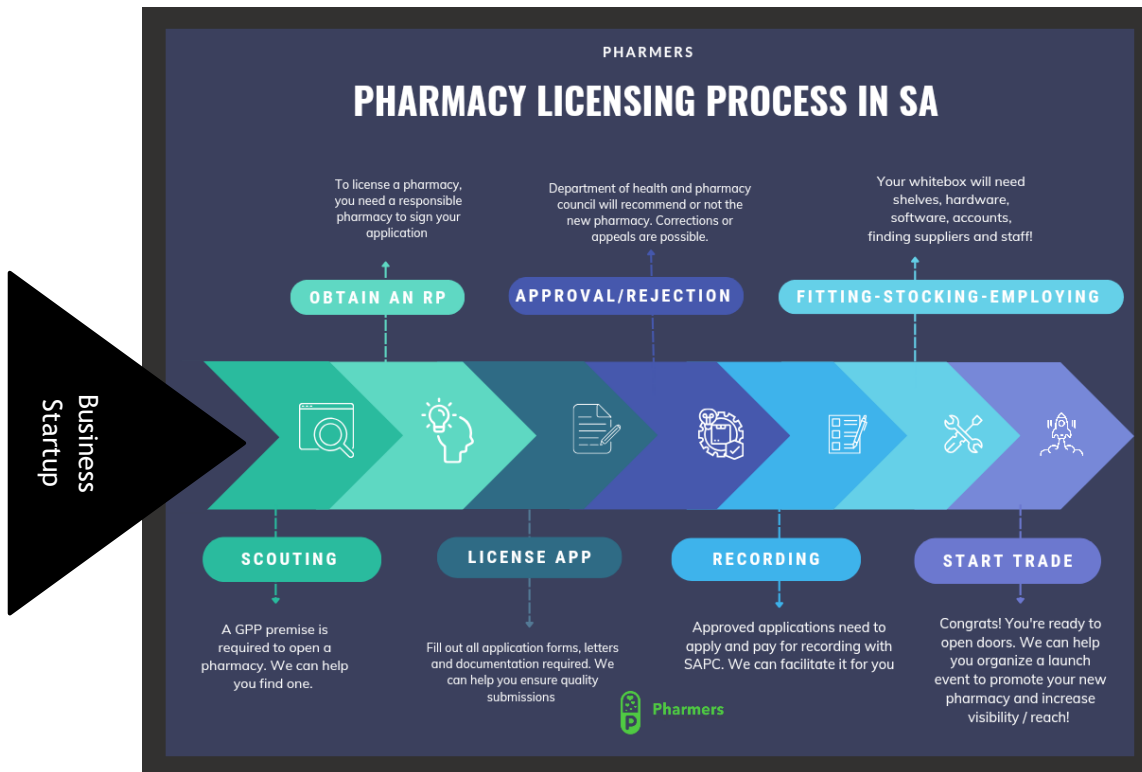 PHARMERS
PHARMACY LICENSING PROCESS IN SA
To license a pharmacy,
you need a responsible
pharmacy to sign your
application
Department of health and pharmacy
council will recommend or not the
new pharmacy. Corrections or
appeals are possible.
Your whitebox will need
shelves, hardware,
software, accounts,
finding suppliers and staff!
OBTAIN AN RP
APPROVAL/REJECTION
FITTING-STOCKING-EMPLOYING
Business
Startup
SCOUTING
LICENSE APP
RECORDING
START TRADE
A GPP premise is
required to open a
pharmacy. We can help
you find one.
Fill out all application forms, letters
and documentation required. We
can help you ensure quality
submissions
Approved applications need to
apply and pay for recording with
SAPC. We can facilitate it for you
Congrats! You're ready to
open doors. We can help
you organize a launch
event to promote your new
pharmacy and increase
visibility / reach!
P
Pharmers